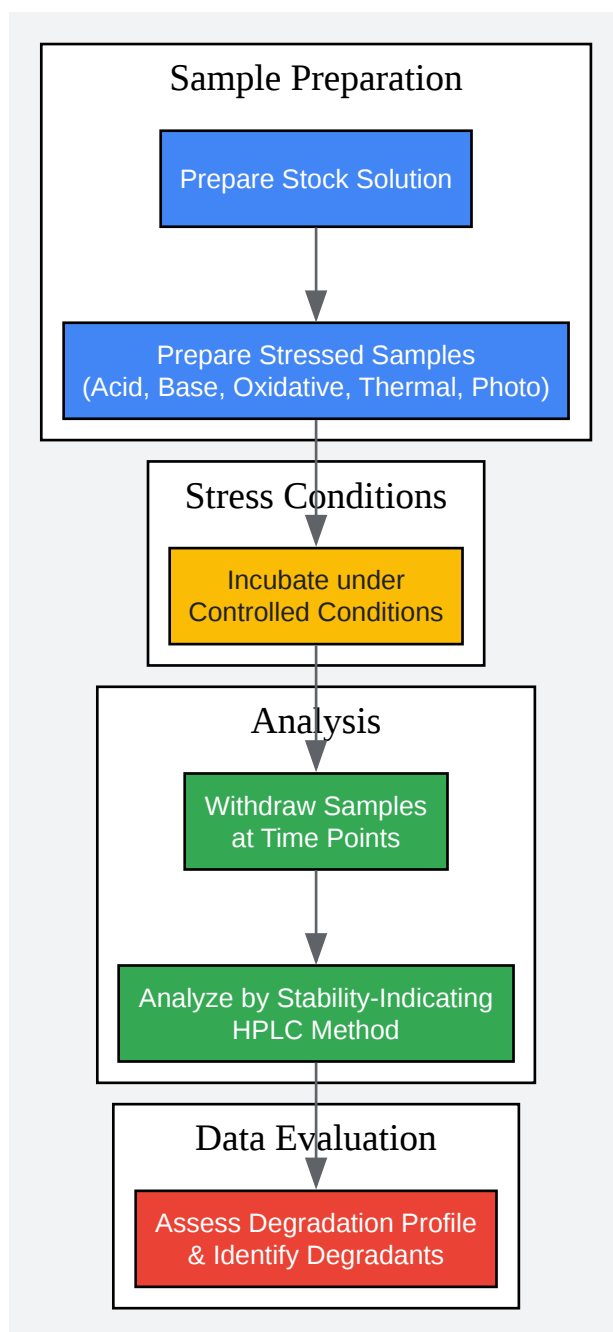 Sample Preparation
Prepare Stock Solution
Prepare Stressed Samples
(Acid, Base, Oxidative, Thermal, Photo)
Stress Conditions
Incubate under
Controlled Conditions
Analysis
Withdraw Samples
at Time Points
Analyze by Stability-Indicating
HPLC Method
Data Evaluation
Assess Degradation Profile
& Identify Degradants